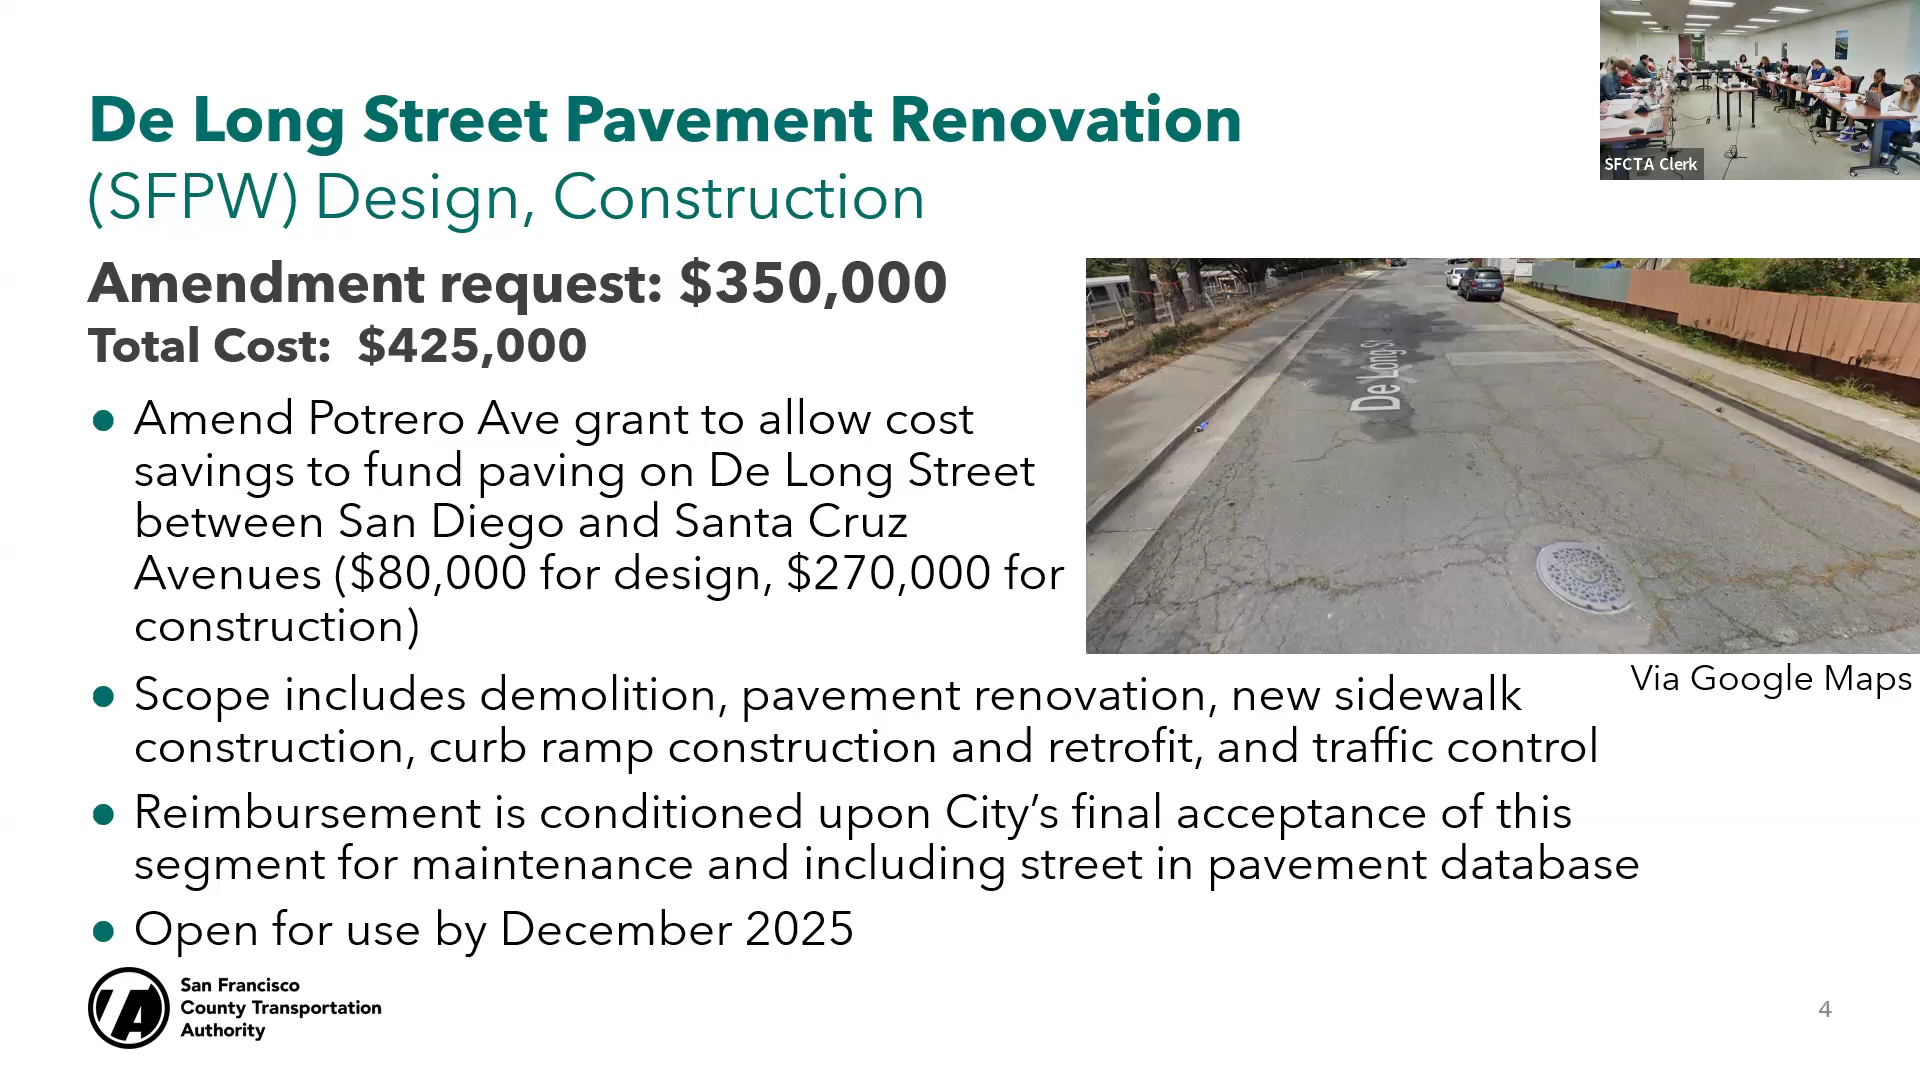 De Long Street Pavement Renovation
(SFPW) Design, Construction
SFCTA Clerk
Amendment request: $350,000
Total Cost: $425,000
De Long St
● Amend Potrero Ave grant to allow cost
savings to fund paving on De Long Street
between San Diego and Santa Cruz
Avenues ($80,000 for design, $270,000 for
construction)
Via Google Maps
● Scope includes demolition, pavement renovation, new sidewalk
construction, curb ramp construction and retrofit, and traffic control
● Reimbursement is conditioned upon City’s final acceptance of this
segment for maintenance and including street in pavement database
● Open for use by December 2025
TA
San Francisco
County Transportation
Authority
4